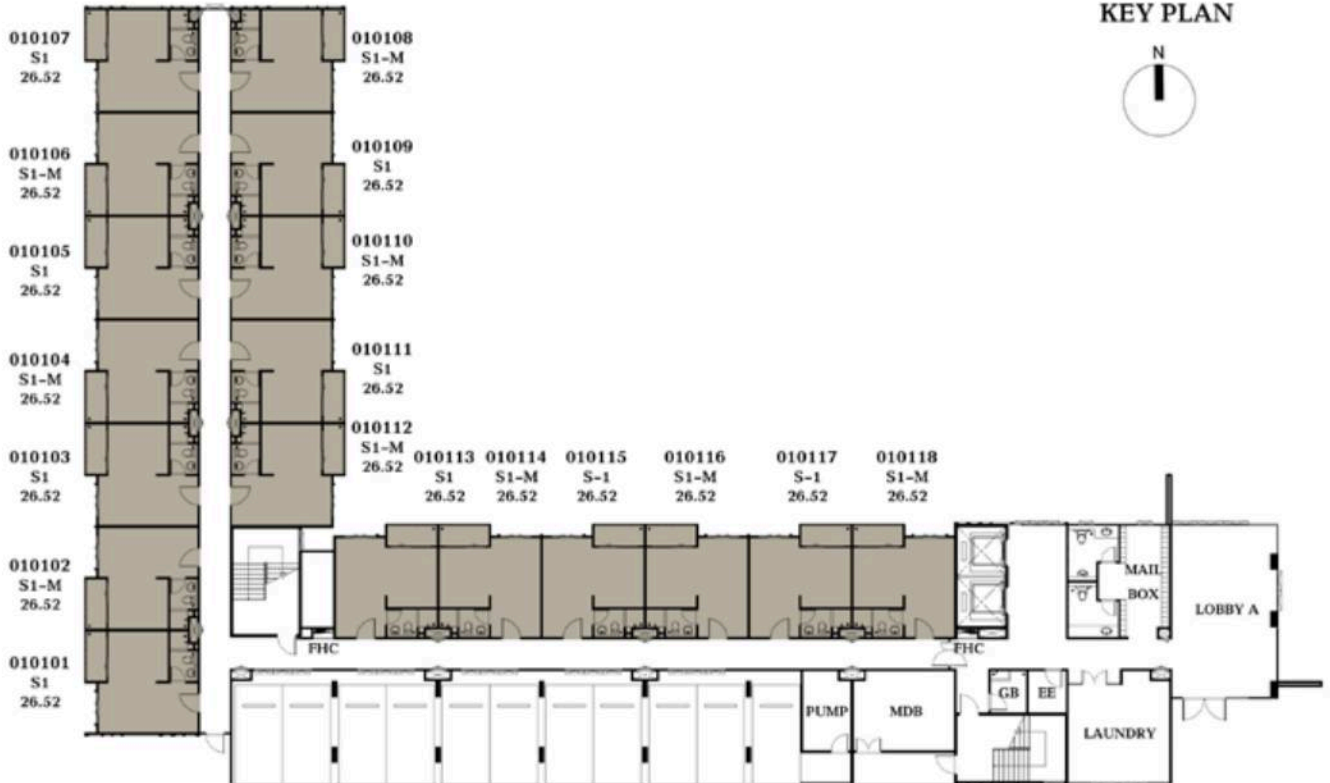 KEY PLAN
N
010107
S1
26.52
010108
S1-M
26.52
010106
S1-M
26.52
010109
S1
26.52
010105
S1
26.52
010110
S1-M
26.52
010104
S1-M
26.52
010111
S1
26.52
010103
S1
26.52
010112
S1-M
26.52
010113
S1
26.52
010114
S1-M
26.52
010115
S-1
26.52
010116
S1-M
26.52
010117
S-1
26.52
010118
S1-M
26.52
010102
S1-M
26.52
010101
S1
26.52
MAIL
BOX
LOBBY A
FHC
FHC
PUMP
MDB
GB
EE
LAUNDRY